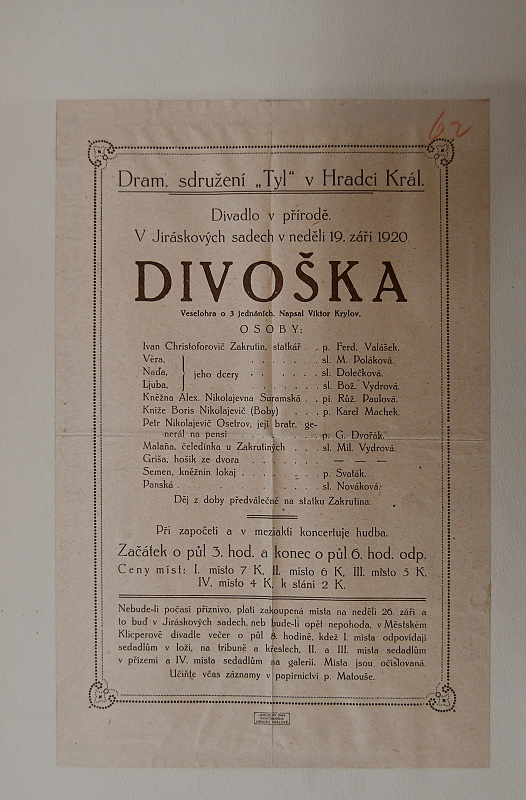 62
Dram. sdružení „Tyl“ v Hradci Král.
Divadlo v přírodě.
V Jiráskových sadech v neděli 19. září 1920
DIVOŠKA
Veselohra o 3 jednáních. Napsal Viktor Krylov.
OSOBY:
Ivan Christoforovič Zakrutin, statkář . . p. Ferd. Valášek.
Věra, . . . . . . sl. M. Poláková.
Naďa, jeho dcery . . . . . . sl. Dolečková.
Ljuba, . . . . . . sl. Bož. Vydrová.
Kněžna Alex. Nikolajevna Suramská . . pí. Růž. Paulová.
Kníže Boris Nikolajevič (Boby) . . . p. Karel Machek.
Petr Nikolajevič Osetrov, její bratr, ge-
nerál na pensi . . . . . . p. G. Dvořák.
Malaňa, čeledínka u Zakrutiných . . . sl. Mil. Vydrová.
Griša, hošík ze dvora . . . . . — — —
Semen, kněžnin lokaj . . . . . p. Svaták.
Panská . . . . . . . . sl. Nováková.
Děj z doby předválečné na statku Zakrutina.
Při započetí a v meziaktí koncertuje hudba.
Začátek o půl 3. hod. a konec o půl 6. hod. odp.
Ceny míst: I. místo 7 K, II. místo 6 K, III. místo 5 K,
IV. místo 4 K, k stání 2 K.
Nebude-li počasí příznivo, platí zakoupená místa na neděli 26. září a
to buď v Jiráskových sadech, neb bude-li opět nepohoda, v Městském
Klicperově divadle večer o půl 8. hodině, kdež I. místa odpovídají
sedadlům v loži, na tribuně a křeslech, II. a III. místa sedadlům
v přízemí a IV. místa sedadlům na galerii. Místa jsou očíslovaná.
Učiňte včas záznamy v papírnictví p. Matouše.